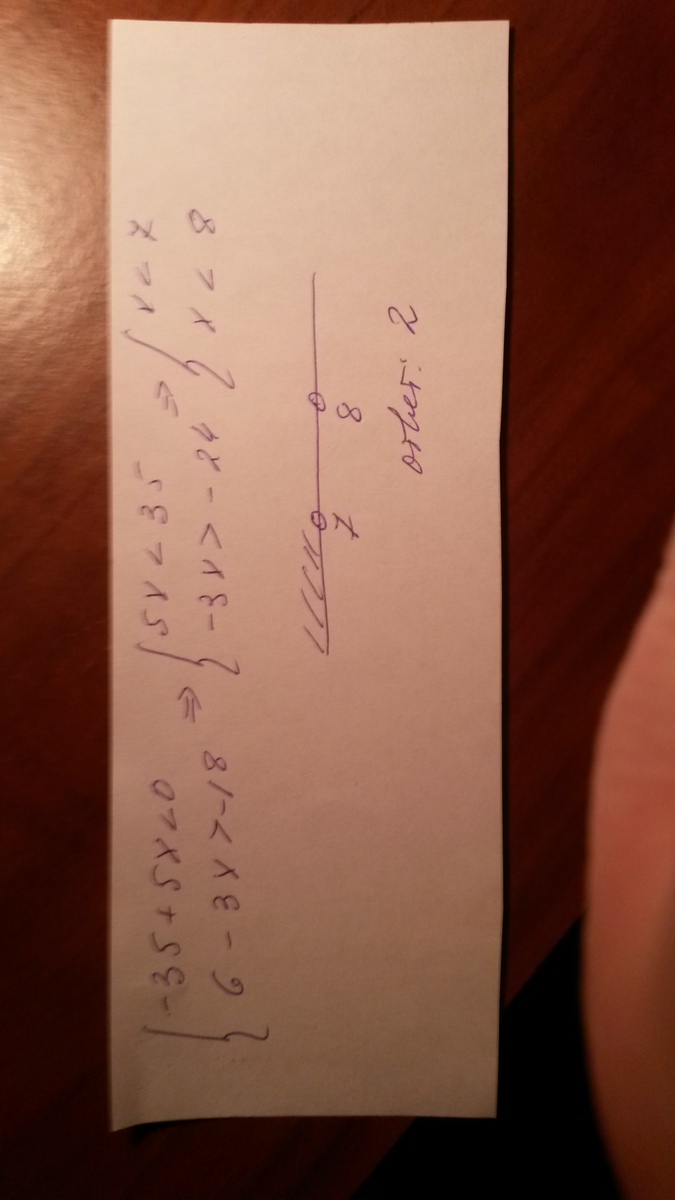 { -35 + 5x < 0 ⇒ { 5x < 35 ⇒ { x < 7
{ 6 - 3x > -18 ⇒ { -3x > -24 ⇒ { x < 8
7 8
ответ: 2